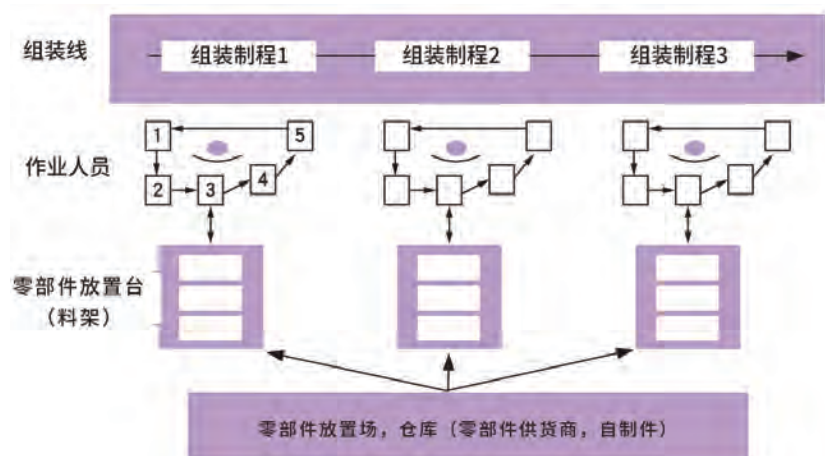 组装线
组装制程1
组装制程2
组装制程3
作业人员
1
5
2
3
4
零部件放置台
（料架）
零部件放置场，仓库（零部件供货商，自制件）